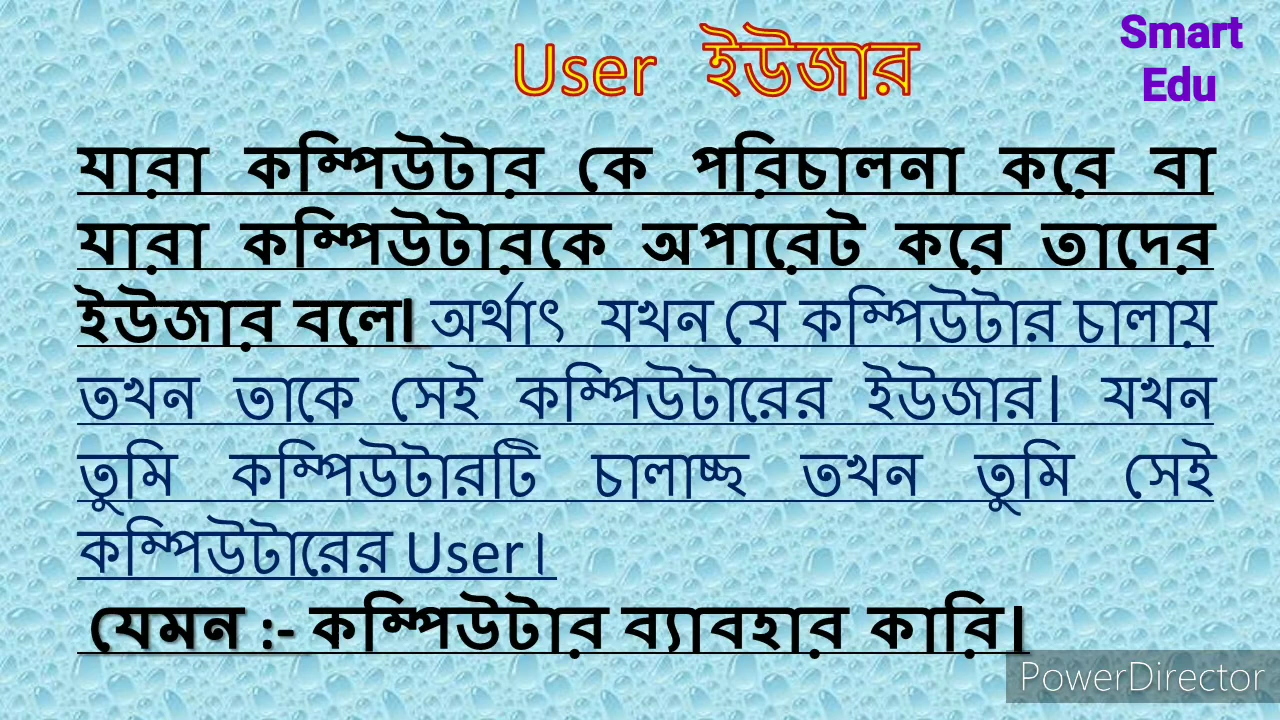 User ইউজার
Smart
Edu
যারা কম্পিউটার কে পরিচালনা করে বা
যারা কম্পিউটারকে অপারেট করে তাদের
ইউজার বলে। অর্থাৎ যখন যে কম্পিউটার চালায়
তখন তাকে সেই কম্পিউটারের ইউজার। যখন
তুমি কম্পিউটারটি চালাচ্ছ তখন তুমি সেই
কম্পিউটারের User।
যেমন :- কম্পিউটার ব্যাবহার কারি।
PowerDirector